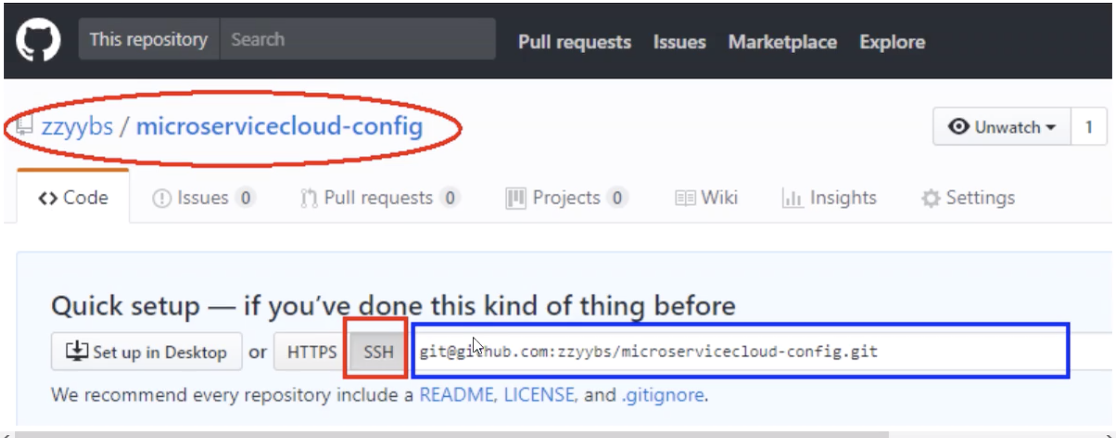 This repository Search Pull requests Issues Marketplace Explore
zzyybs / microservicecloud-config Unwatch 1
Code Issues 0 Pull requests 0 Projects 0 Wiki Insights Settings
Quick setup — if you've done this kind of thing before
Set up in Desktop or HTTPS SSH git@github.com:zzyybs/microservicecloud-config.git
We recommend every repository include a README, LICENSE, and .gitignore.